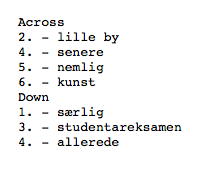 Across
2. - lille by
4. - senere
5. - nemlig
6. - kunst
Down
1. - særlig
3. - studentareksamen
4. - allerede